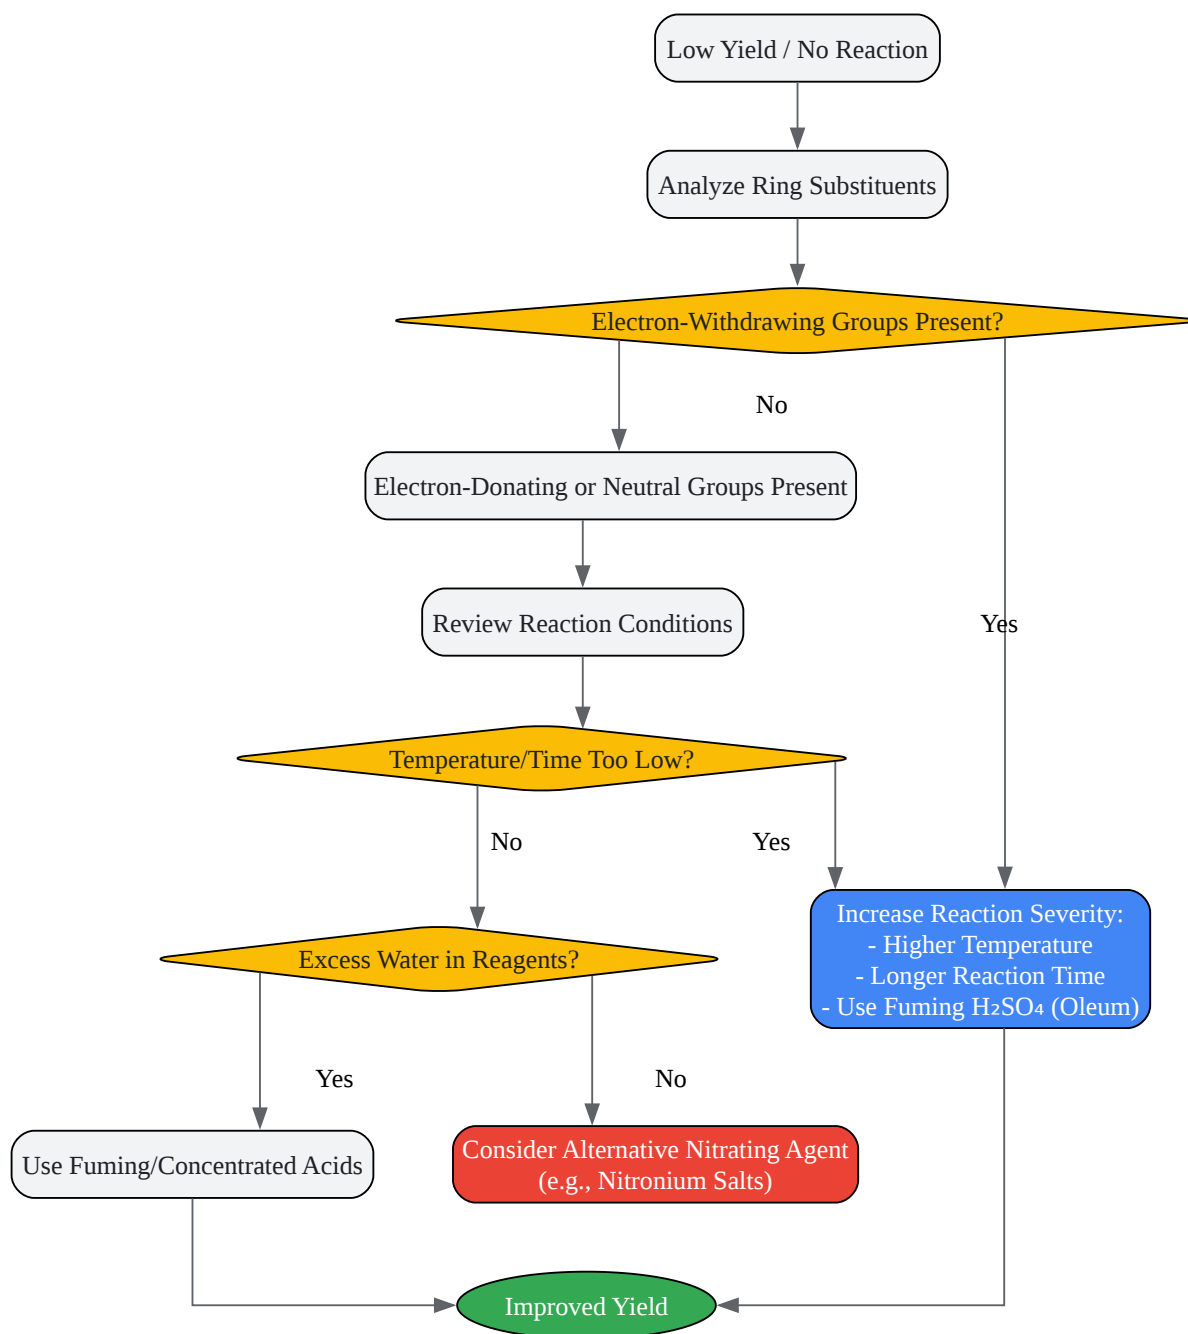 Low Yield / No Reaction
Analyze Ring Substituents
Electron-Withdrawing Groups Present?
No
Electron-Donating or Neutral Groups Present
Review Reaction Conditions
Yes
Temperature/Time Too Low?
No
Yes
Increase Reaction Severity:
- Higher Temperature
- Longer Reaction Time
- Use Fuming H₂SO₄ (Oleum)
Excess Water in Reagents?
Yes
No
Use Fuming/Concentrated Acids
Consider Alternative Nitrating Agent
(e.g., Nitronium Salts)
Improved Yield